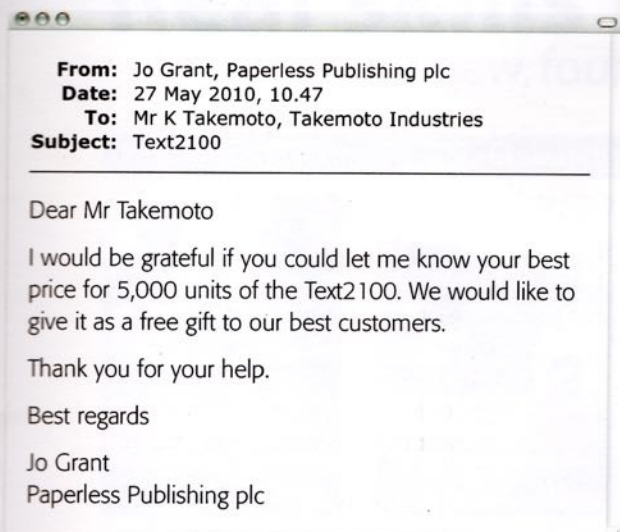 From: Jo Grant, Paperless Publishing plc
Date: 27 May 2010, 10.47
To: Mr K Takemoto, Takemoto Industries
Subject: Text2100
Dear Mr Takemoto
I would be grateful if you could let me know your best
price for 5,000 units of the Text2100. We would like to
give it as a free gift to our best customers.
Thank you for your help.
Best regards
Jo Grant
Paperless Publishing plc